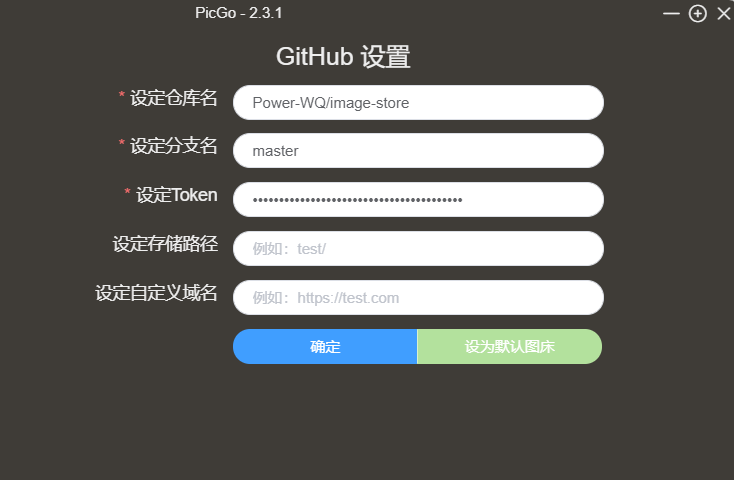 PicGo - 2.3.1
GitHub 设置
* 设定仓库名 Power-WQ/image-store
* 设定分支名 master
* 设定Token ••••••••••••••••••••••••••••••••••••••••
设定存储路径 例如：test/
设定自定义域名 例如：https://test.com
确定 设为默认图床